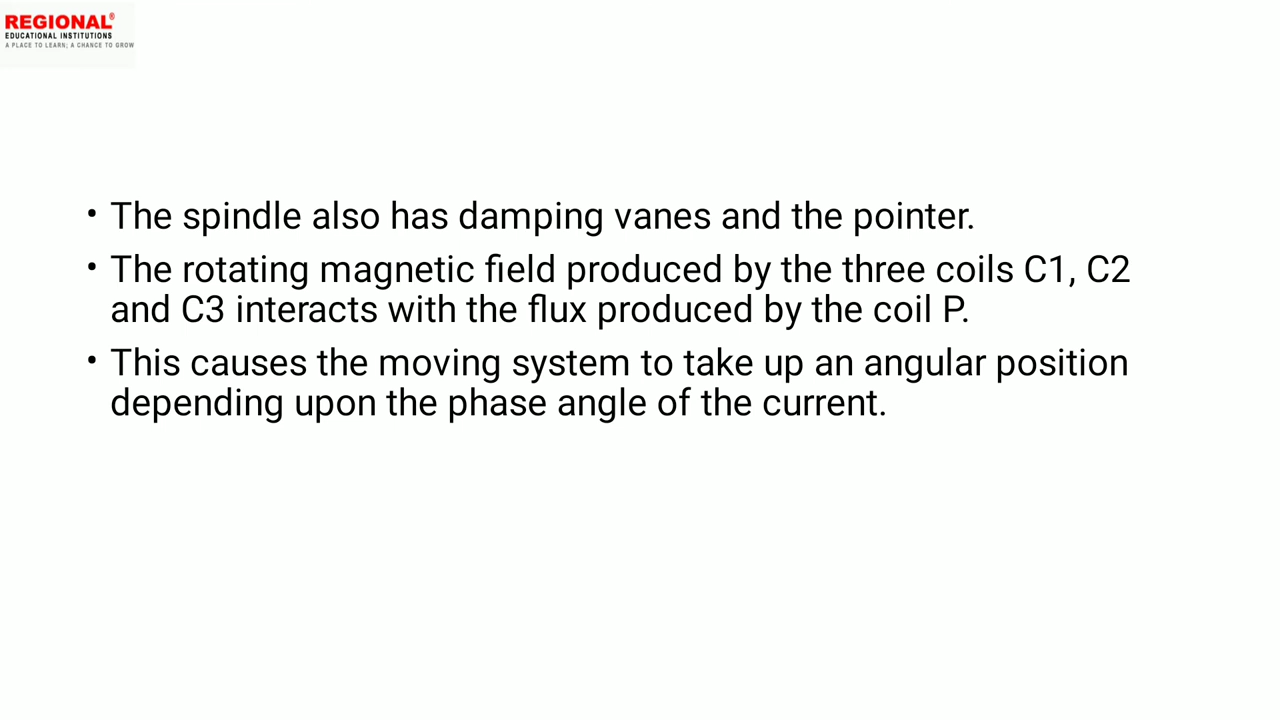 REGIONAL®
EDUCATIONAL INSTITUTIONS
A PLACE TO LEARN; A CHANCE TO GROW
• The spindle also has damping vanes and the pointer.
• The rotating magnetic field produced by the three coils C1, C2
and C3 interacts with the flux produced by the coil P.
• This causes the moving system to take up an angular position
depending upon the phase angle of the current.